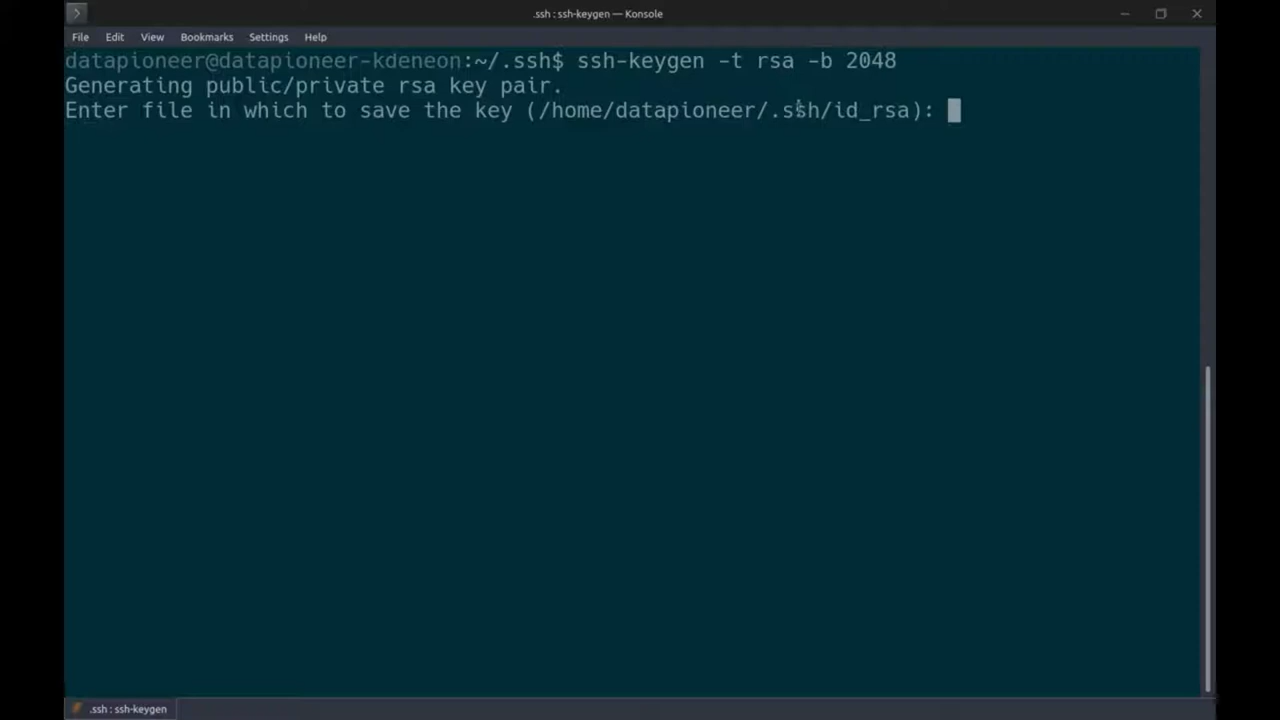 .ssh : ssh-keygen — Konsole
File Edit View Bookmarks Settings Help
datapioneer@datapioneer-kdeneon:~/.ssh$ ssh-keygen -t rsa -b 2048
Generating public/private rsa key pair.
Enter file in which to save the key (/home/datapioneer/.ssh/id_rsa):
.ssh : ssh-keygen